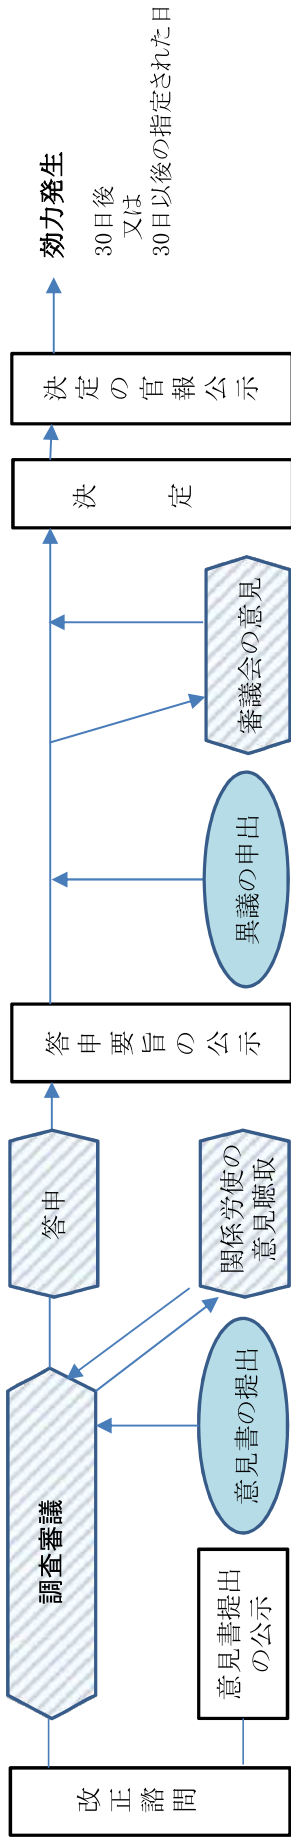 改正諮問
調査審議
意見書提出
の公示
意見書の提出
答申
関係労使の
意見聴取
答申要旨の公示
異議の申出
審議会の意見
決定
決定の官報公示
効力発生
30日後
又は
30日以後の指定された日